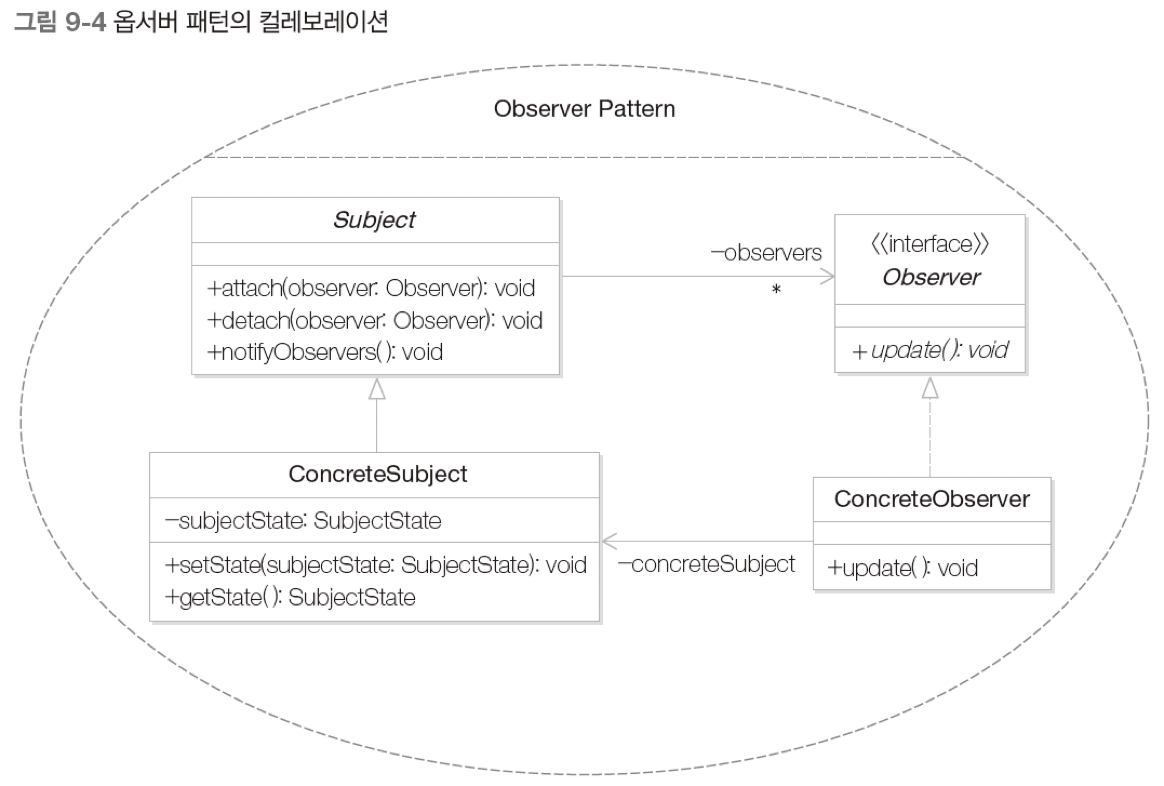 그림 9-4 옵서버 패턴의 컬레보레이션
Observer Pattern
Subject
+attach(observer: Observer): void
+detach(observer: Observer): void
+notifyObservers(): void
-observers
*
<<interface>>
Observer
+update(): void
ConcreteSubject
-subjectState: SubjectState
+setState(subjectState: SubjectState): void
+getState(): SubjectState
-concreteSubject
ConcreteObserver
+update(): void